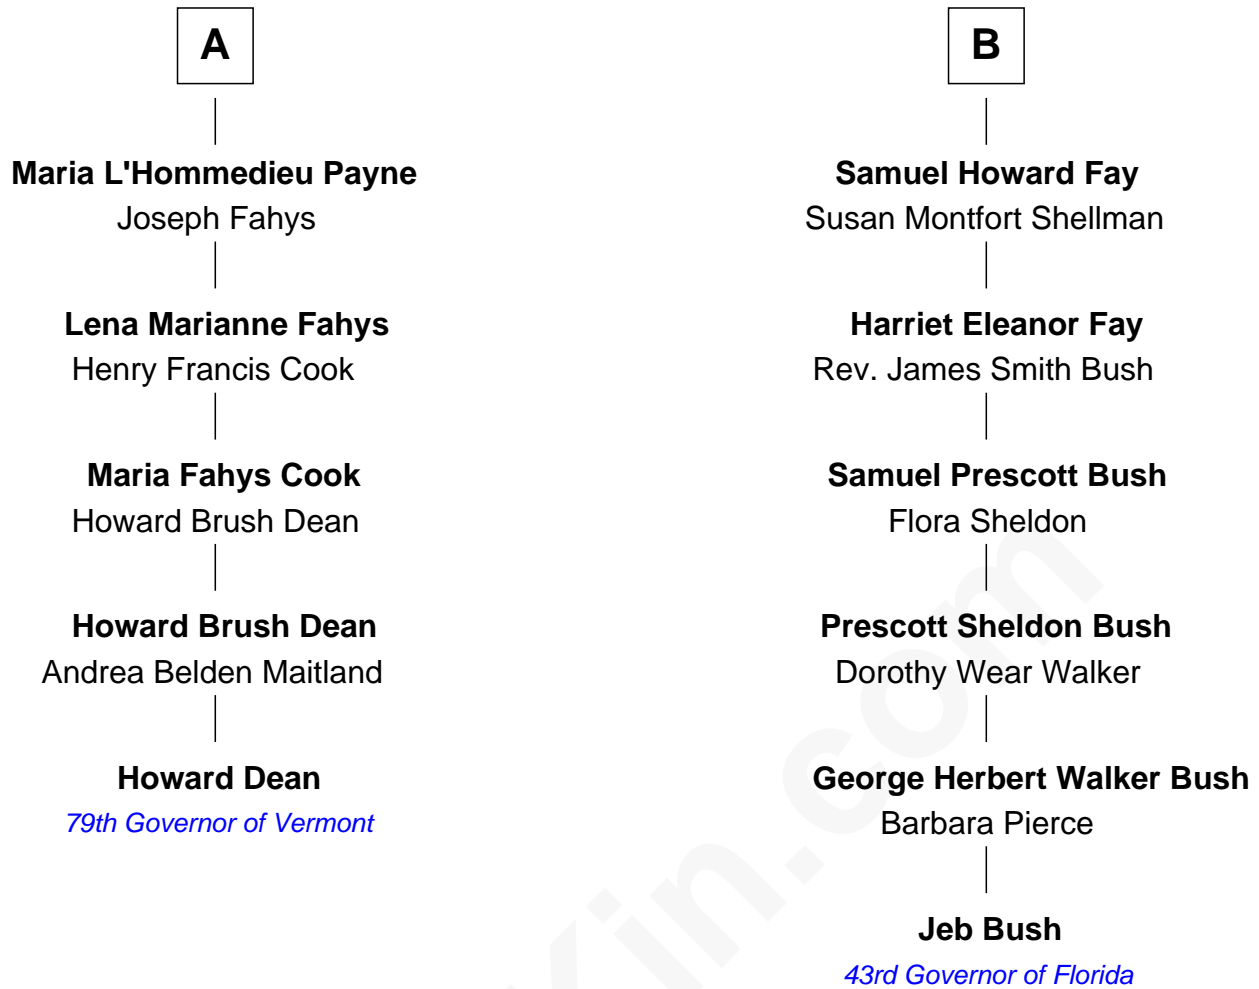 A
Maria L'Hommedieu Payne
Joseph Fahys
Lena Marianne Fahys
Henry Francis Cook
Maria Fahys Cook
Howard Brush Dean
Howard Brush Dean
Andrea Belden Maitland
Howard Dean
79th Governor of Vermont
B
Samuel Howard Fay
Susan Montfort Shellman
Harriet Eleanor Fay
Rev. James Smith Bush
Samuel Prescott Bush
Flora Sheldon
Prescott Sheldon Bush
Dorothy Wear Walker
George Herbert Walker Bush
Barbara Pierce
Jeb Bush
43rd Governor of Florida
Kin.com